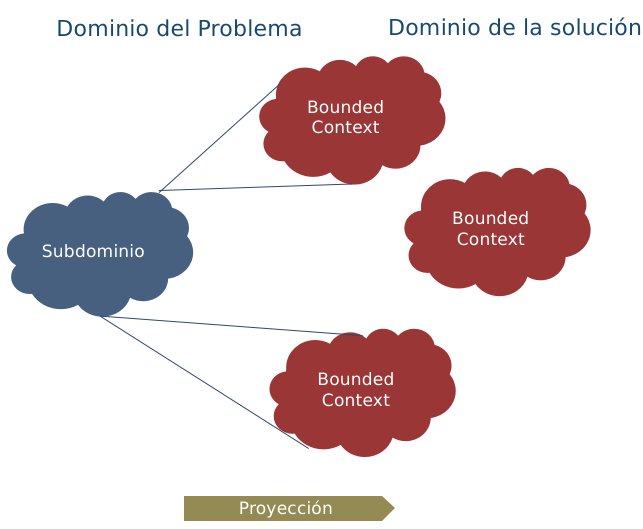 Dominio del Problema
Dominio de la solución
Bounded
Context
Bounded
Context
Subdominio
Bounded
Context
Proyección